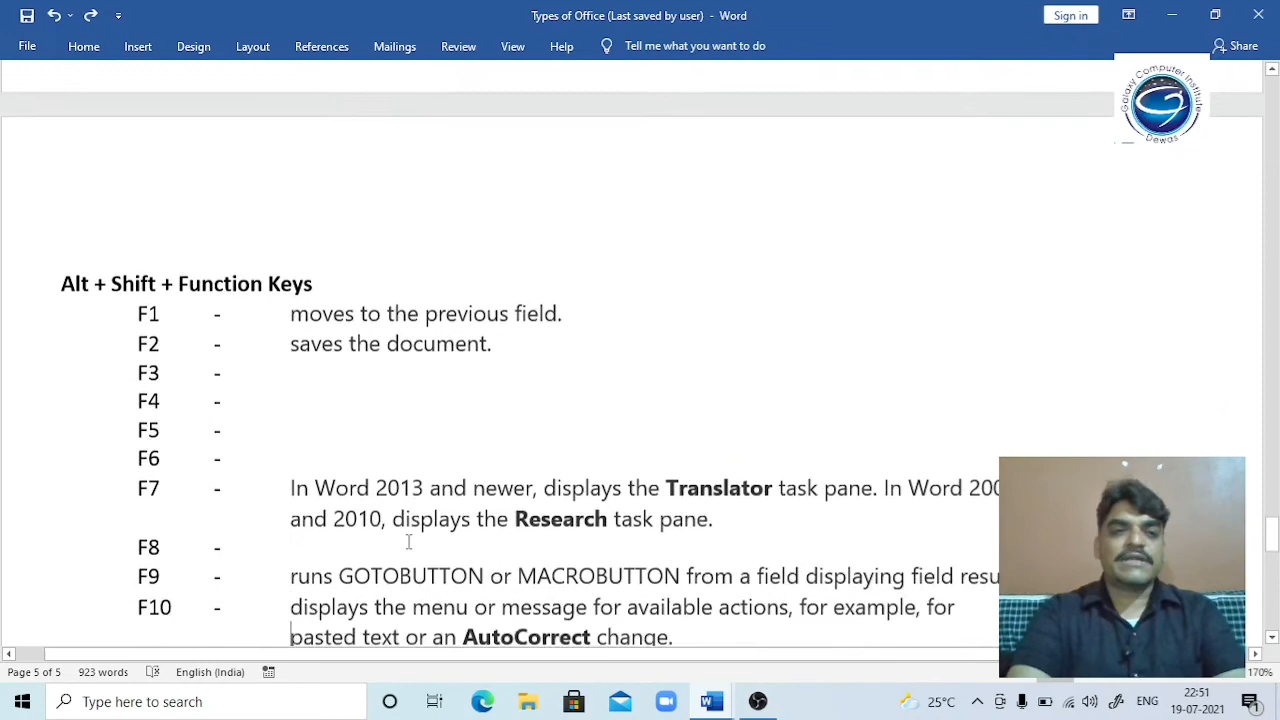 Types of Office (Last saved by user) - Word
Sign in
File Home Insert Design Layout References Mailings Review View Help Tell me what you want to do Share
Galaxy Computer Institute
Dewas
Alt + Shift + Function Keys
F1 - moves to the previous field.
F2 - saves the document.
F3 -
F4 -
F5 -
F6 -
F7 - In Word 2013 and newer, displays the Translator task pane. In Word
and 2010, displays the Research task pane.
F8 -
F9 - runs GOTOBUTTON or MACROBUTTON from a field displaying field
F10 - displays the menu or message for available actions, for example, for
pasted text or an AutoCorrect change.
Page 5 of 5 923 words English (India) 170%
Type here to search 25°C ENG 22:51
19-07-2021